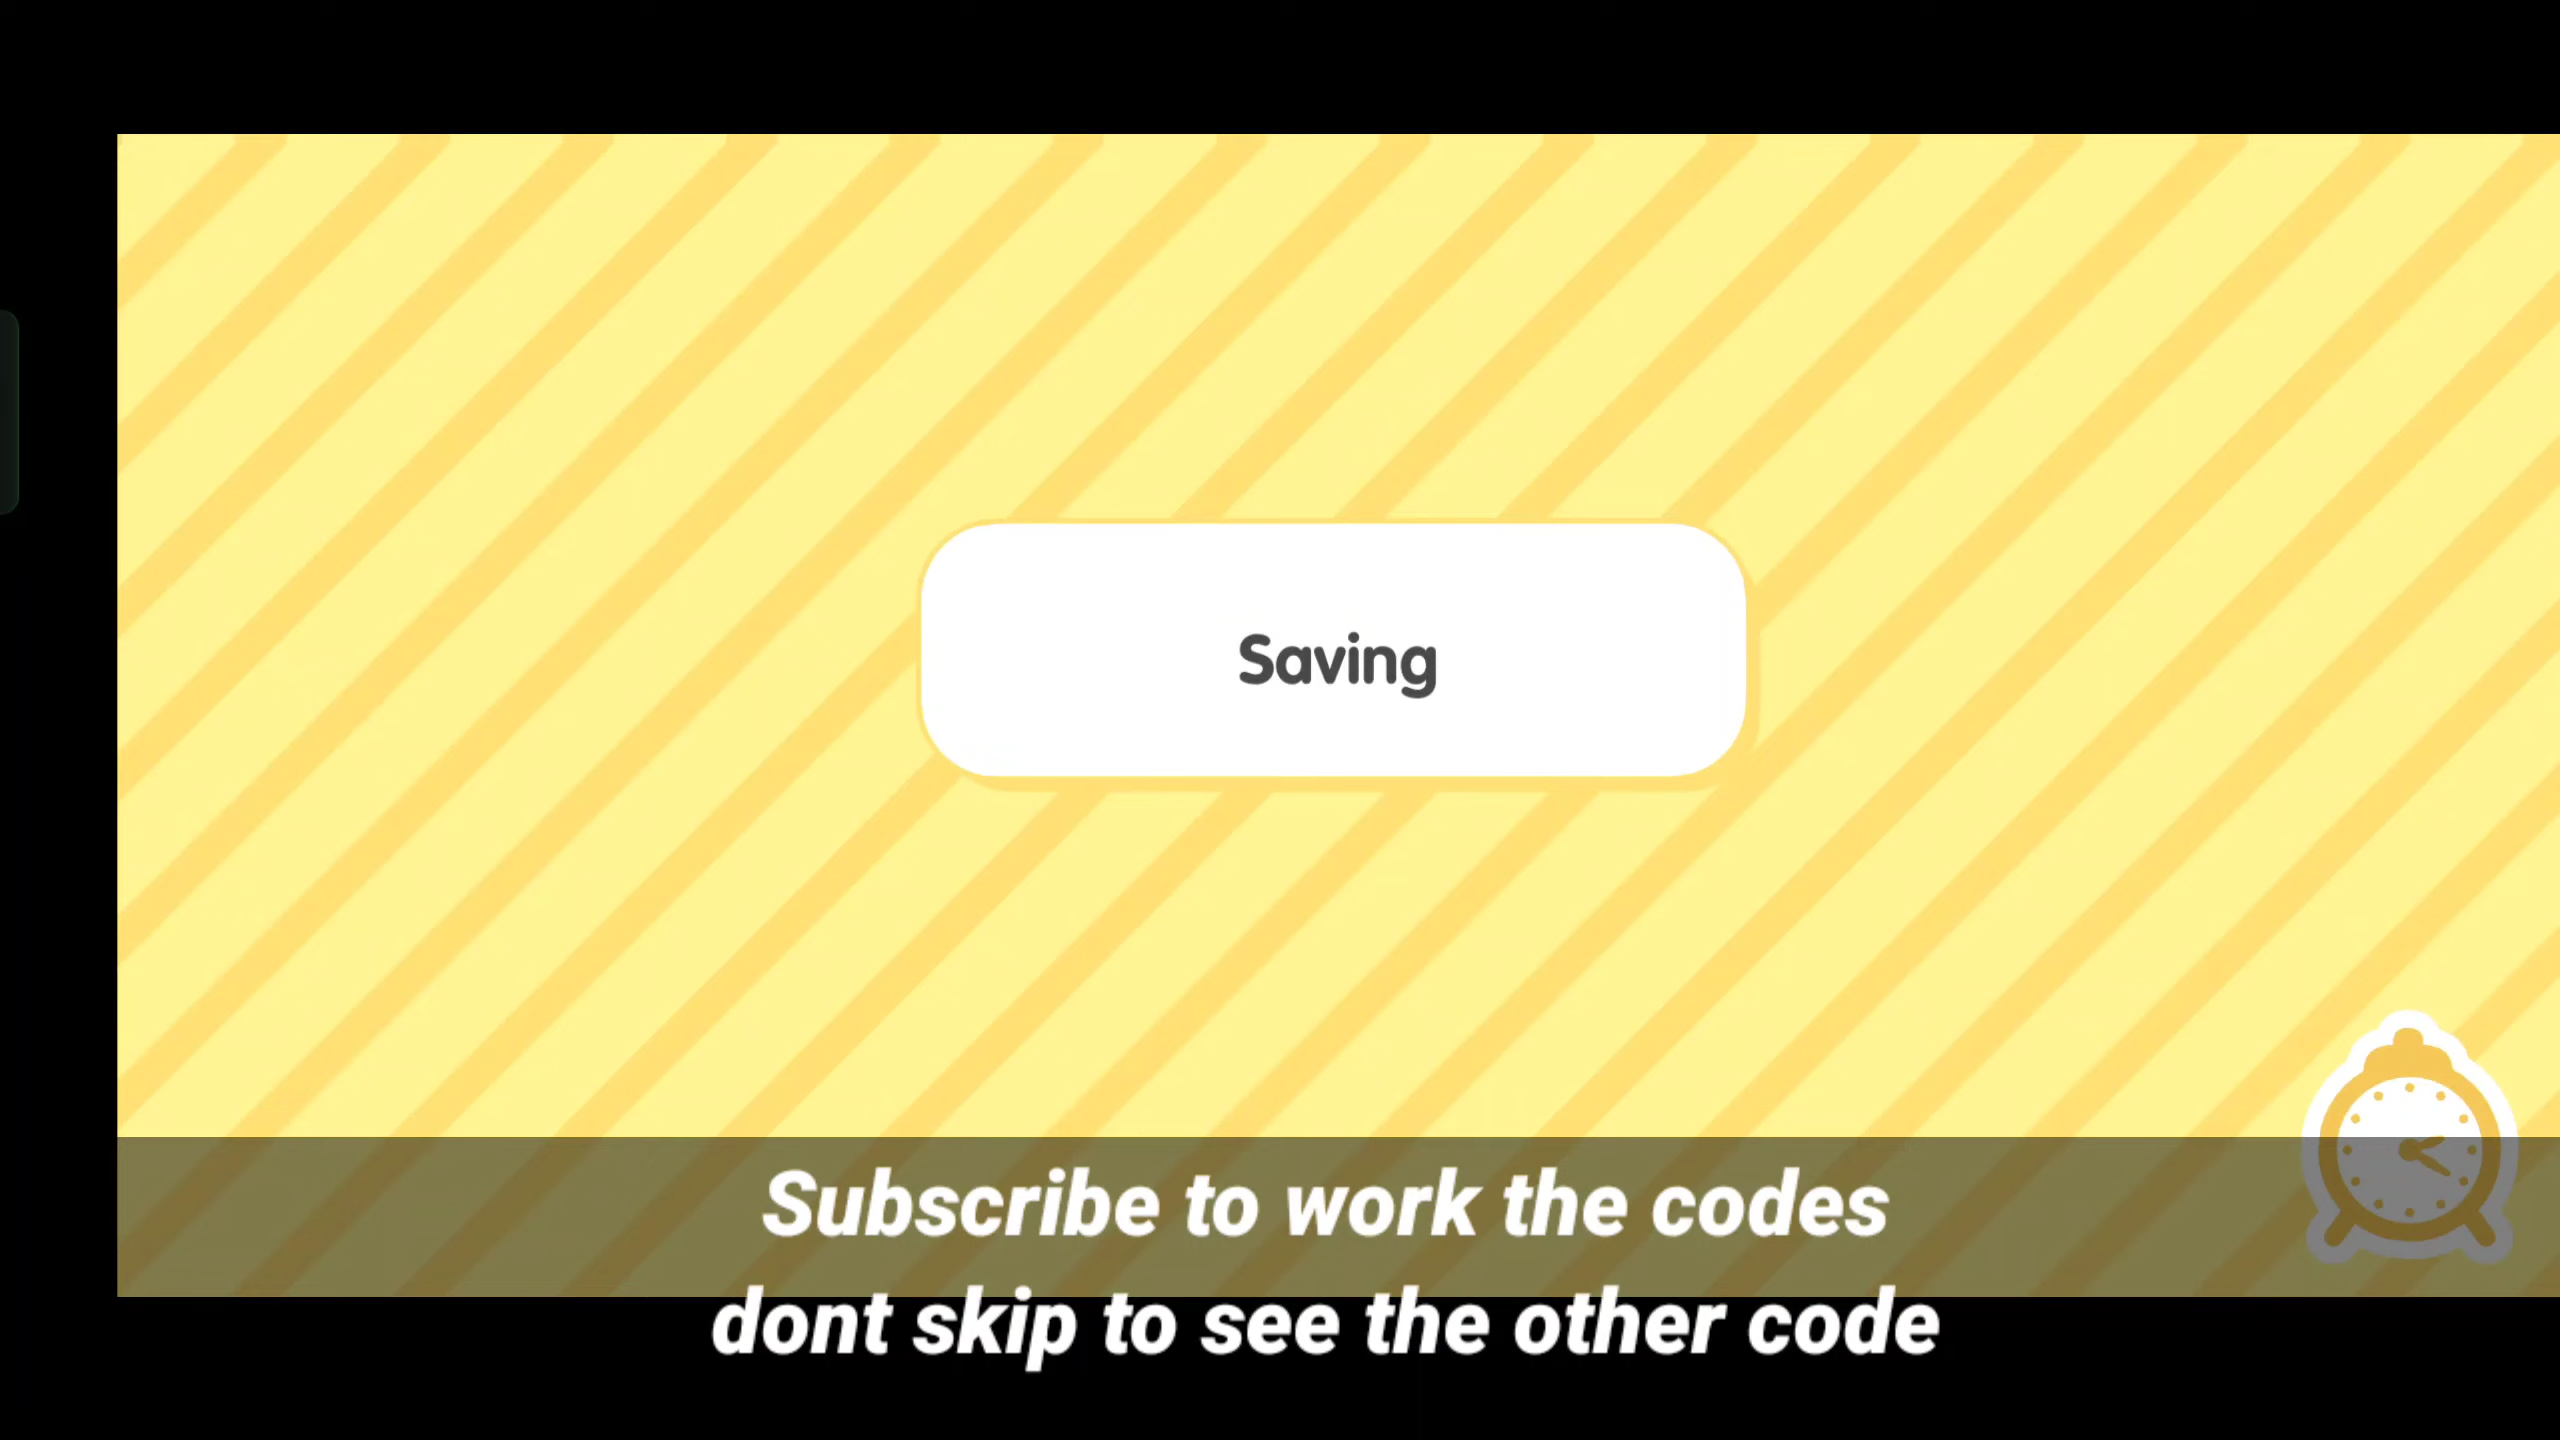 Saving
Subscribe to work the codes
dont skip to see the other code